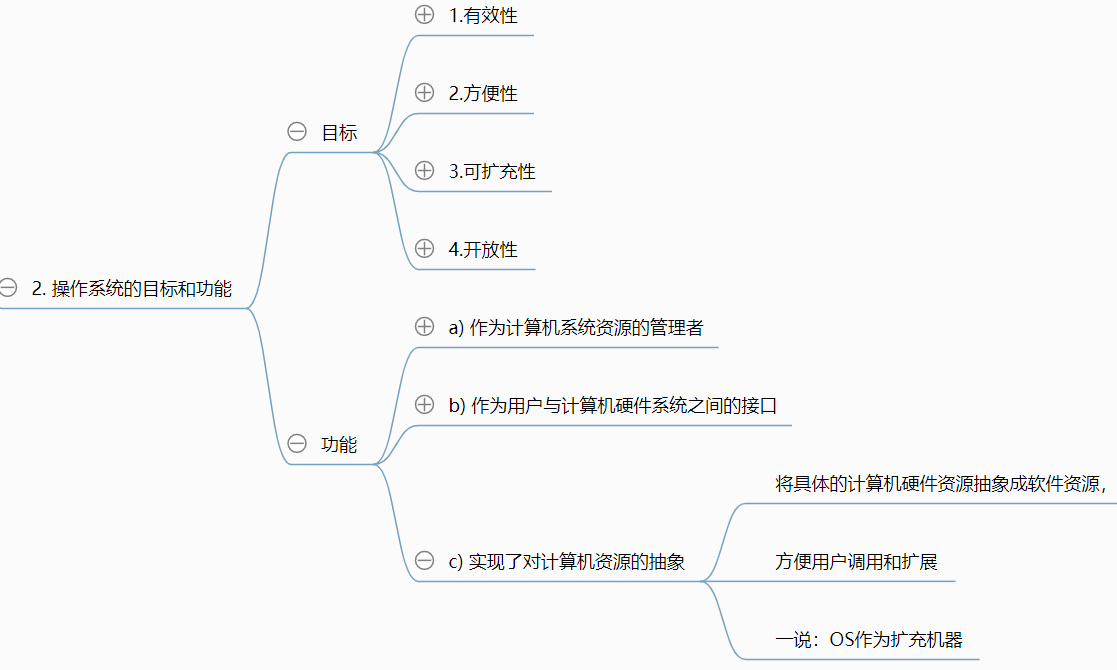 1.有效性
2.方便性
目标
3.可扩充性
4.开放性
2. 操作系统的目标和功能
a) 作为计算机系统资源的管理者
b) 作为用户与计算机硬件系统之间的接口
功能
将具体的计算机硬件资源抽象成软件资源，
c) 实现了对计算机资源的抽象
方便用户调用和扩展
一说：OS作为扩充机器